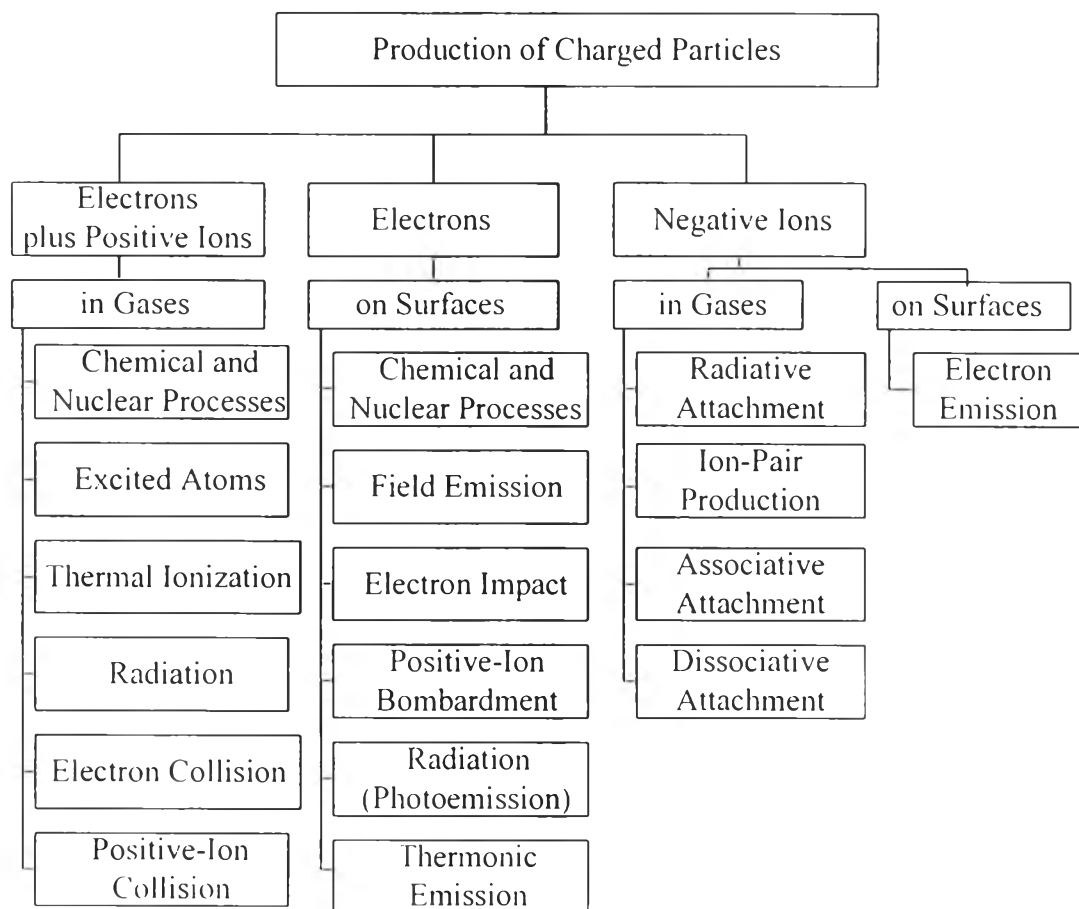 Production of Charged Particles
Electrons
plus Positive Ions
Electrons
Negative Ions
in Gases
on Surfaces
in Gases
on Surfaces
Chemical and
Nuclear Processes
Excited Atoms
Thermal Ionization
Radiation
Electron Collision
Positive-Ion
Collision
Chemical and
Nuclear Processes
Field Emission
Electron Impact
Positive-Ion
Bombardment
Radiation
(Photoemission)
Thermonic
Emission
Radiative
Attachment
Ion-Pair
Production
Associative
Attachment
Dissociative
Attachment
Electron
Emission